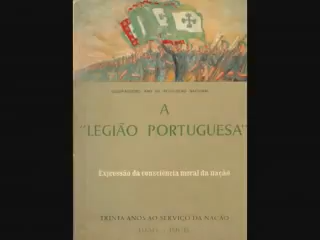 A
"LEGIÃO PORTUGUESA"
Expressão da consciência moral da nação
TRINTA ANOS AO SERVIÇO DA NAÇÃO